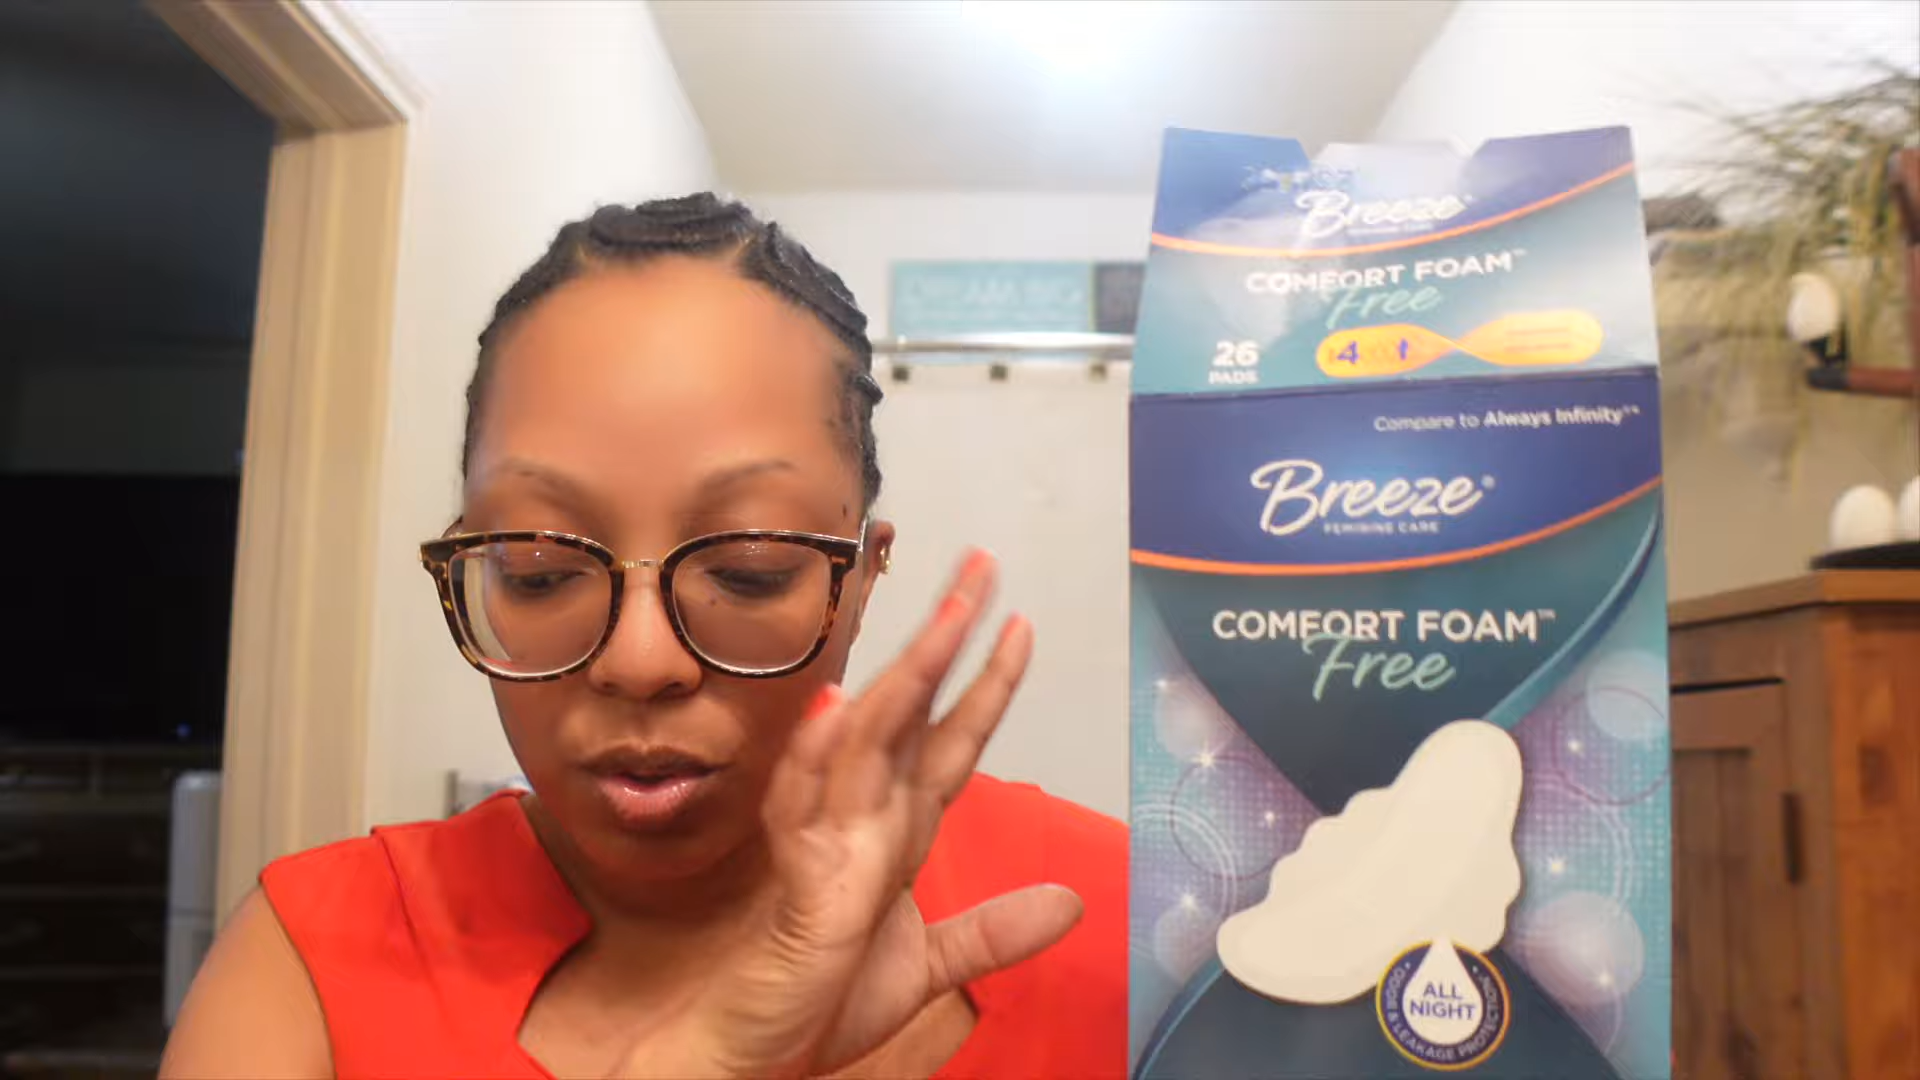 Breeze®
COMFORT FOAM™
Free
26
PADS
4
Compare to Always Infinity**
Breeze®
FEMININE CARE
COMFORT FOAM™
Free
ALL
NIGHT
ODOR & LEAKAGE PROTECTION